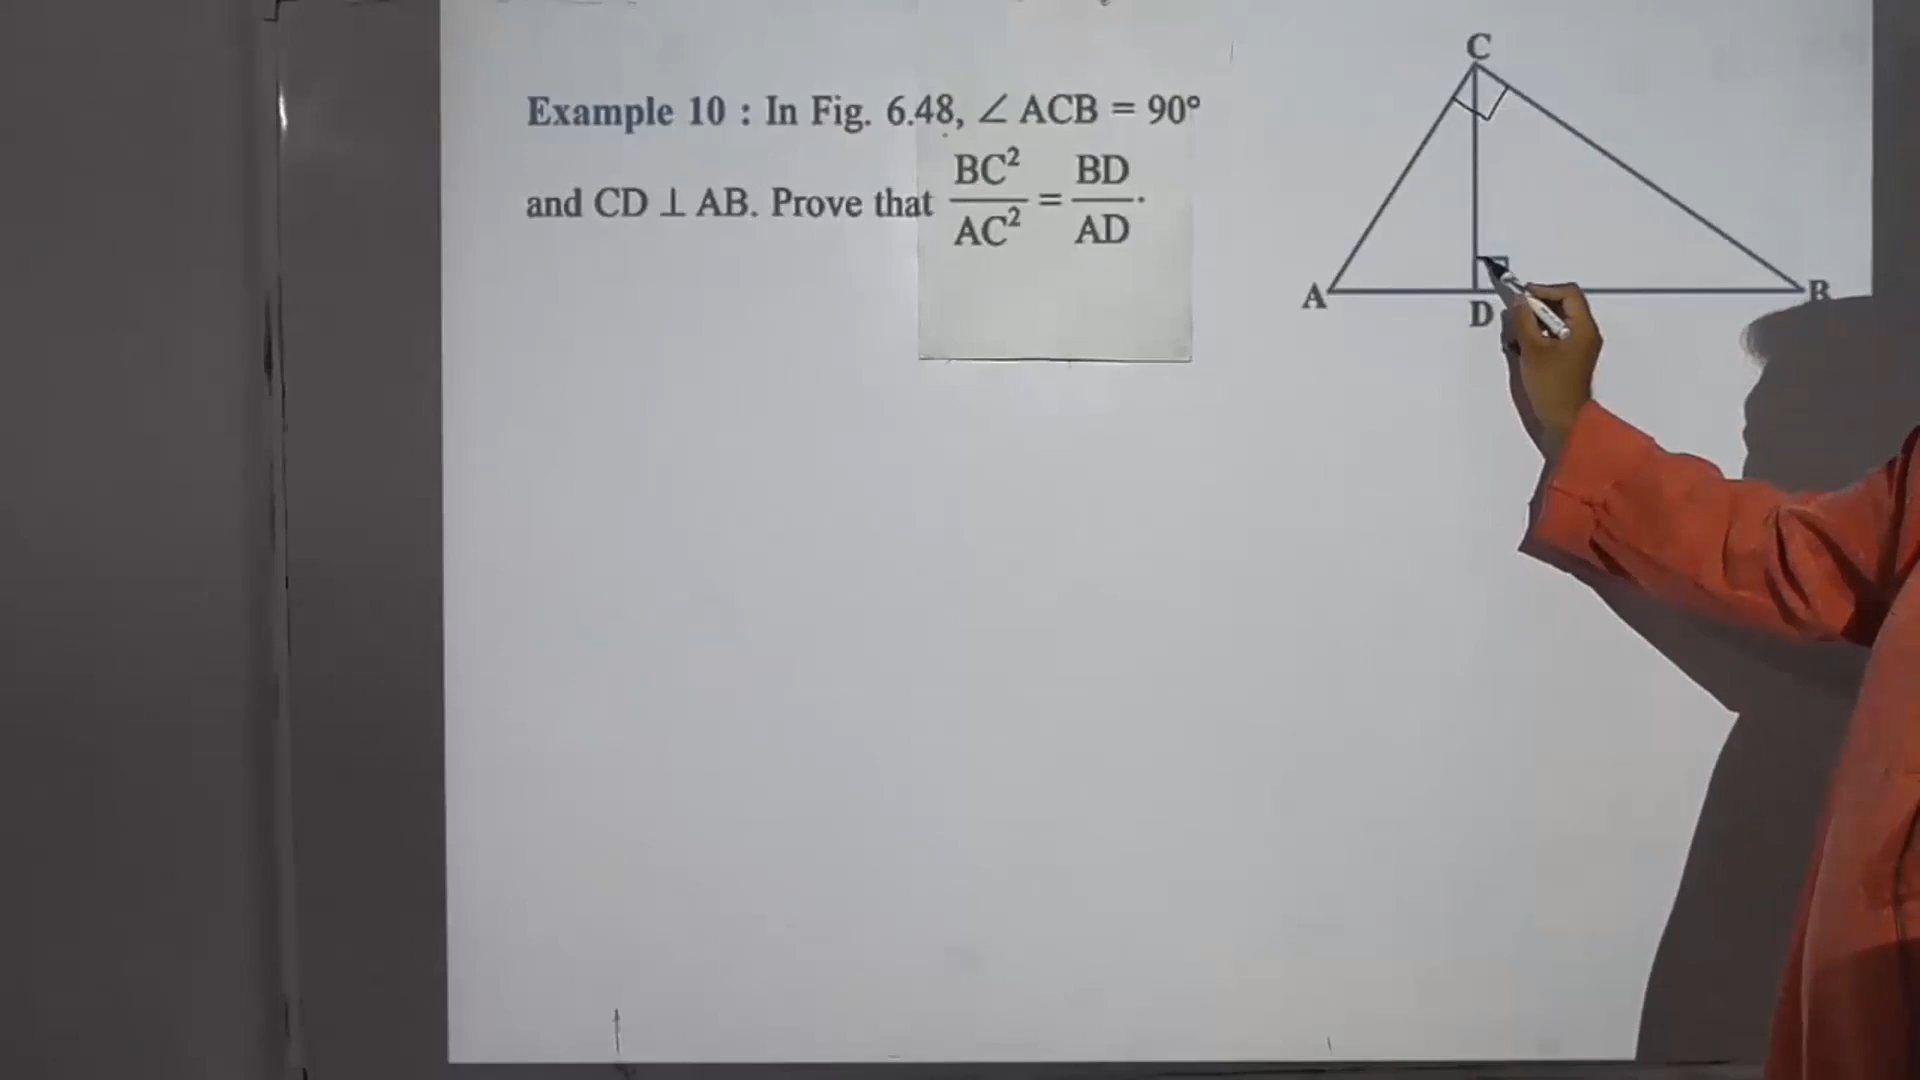 Example 10 : In Fig. 6.48, ∠ ACB = 90°
and CD ⊥ AB. Prove that BC²/AC² = BD/AD.
C
A
B
D